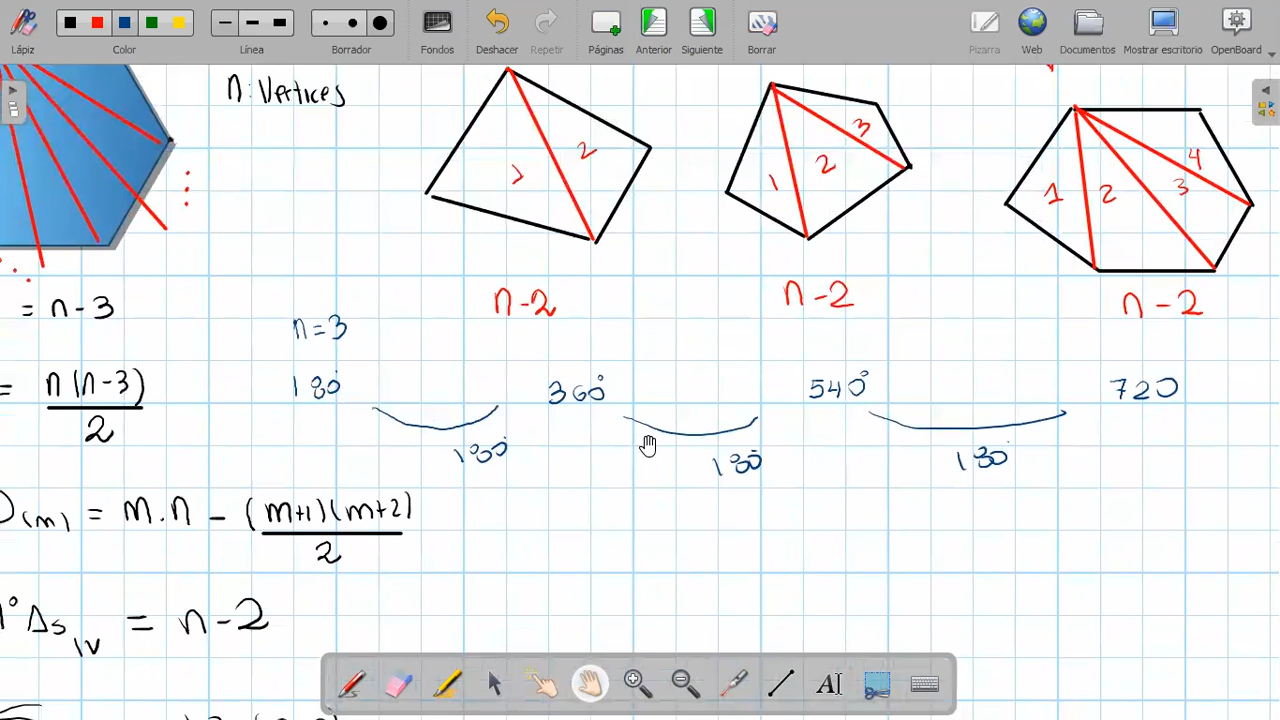 Lápiz Color Línea Borrador Fondos Deshacer Repetir Páginas Anterior Siguiente Borrar Pizarra Web Documentos Mostrar escritorio OpenBoard
n: Vertices
1 2
1 2 3
1 2 3 4
= n-3
n-2
n-2
n-2
n=3
= n(n-3)
2
180° 360° 540° 720
180° 180° 180°
D(m) = m.n - (m+1)(m+2)
2
N° Δs 1v = n-2